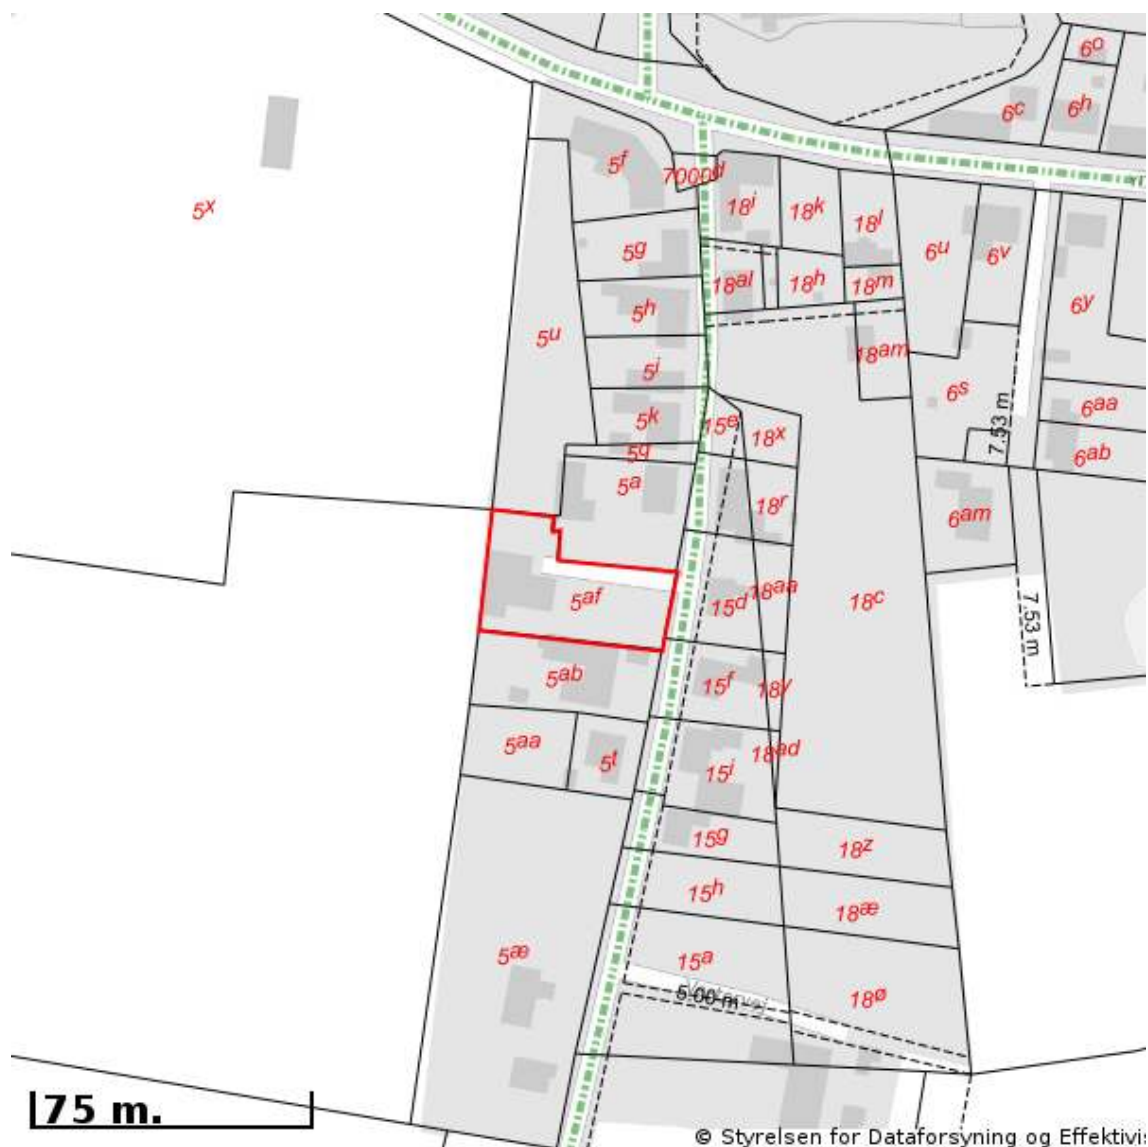 6o
6c
6h
5f
7000d
5x
18i
18k
18l
6u
6v
5g
18al
18h
18m
6y
5h
5u
18am
5i
6s
7.53 m
6aa
5k
15e
18x
6ab
5q
5a
18r
6am
5af
15d
18aa
18c
7.53 m
5ab
15f
18y
5aa
5t
15i
18ad
15g
18z
15h
18æ
5æ
15a
5.00 m
18ø
75 m.
© Styrelsen for Dataforsyning og Effektivi